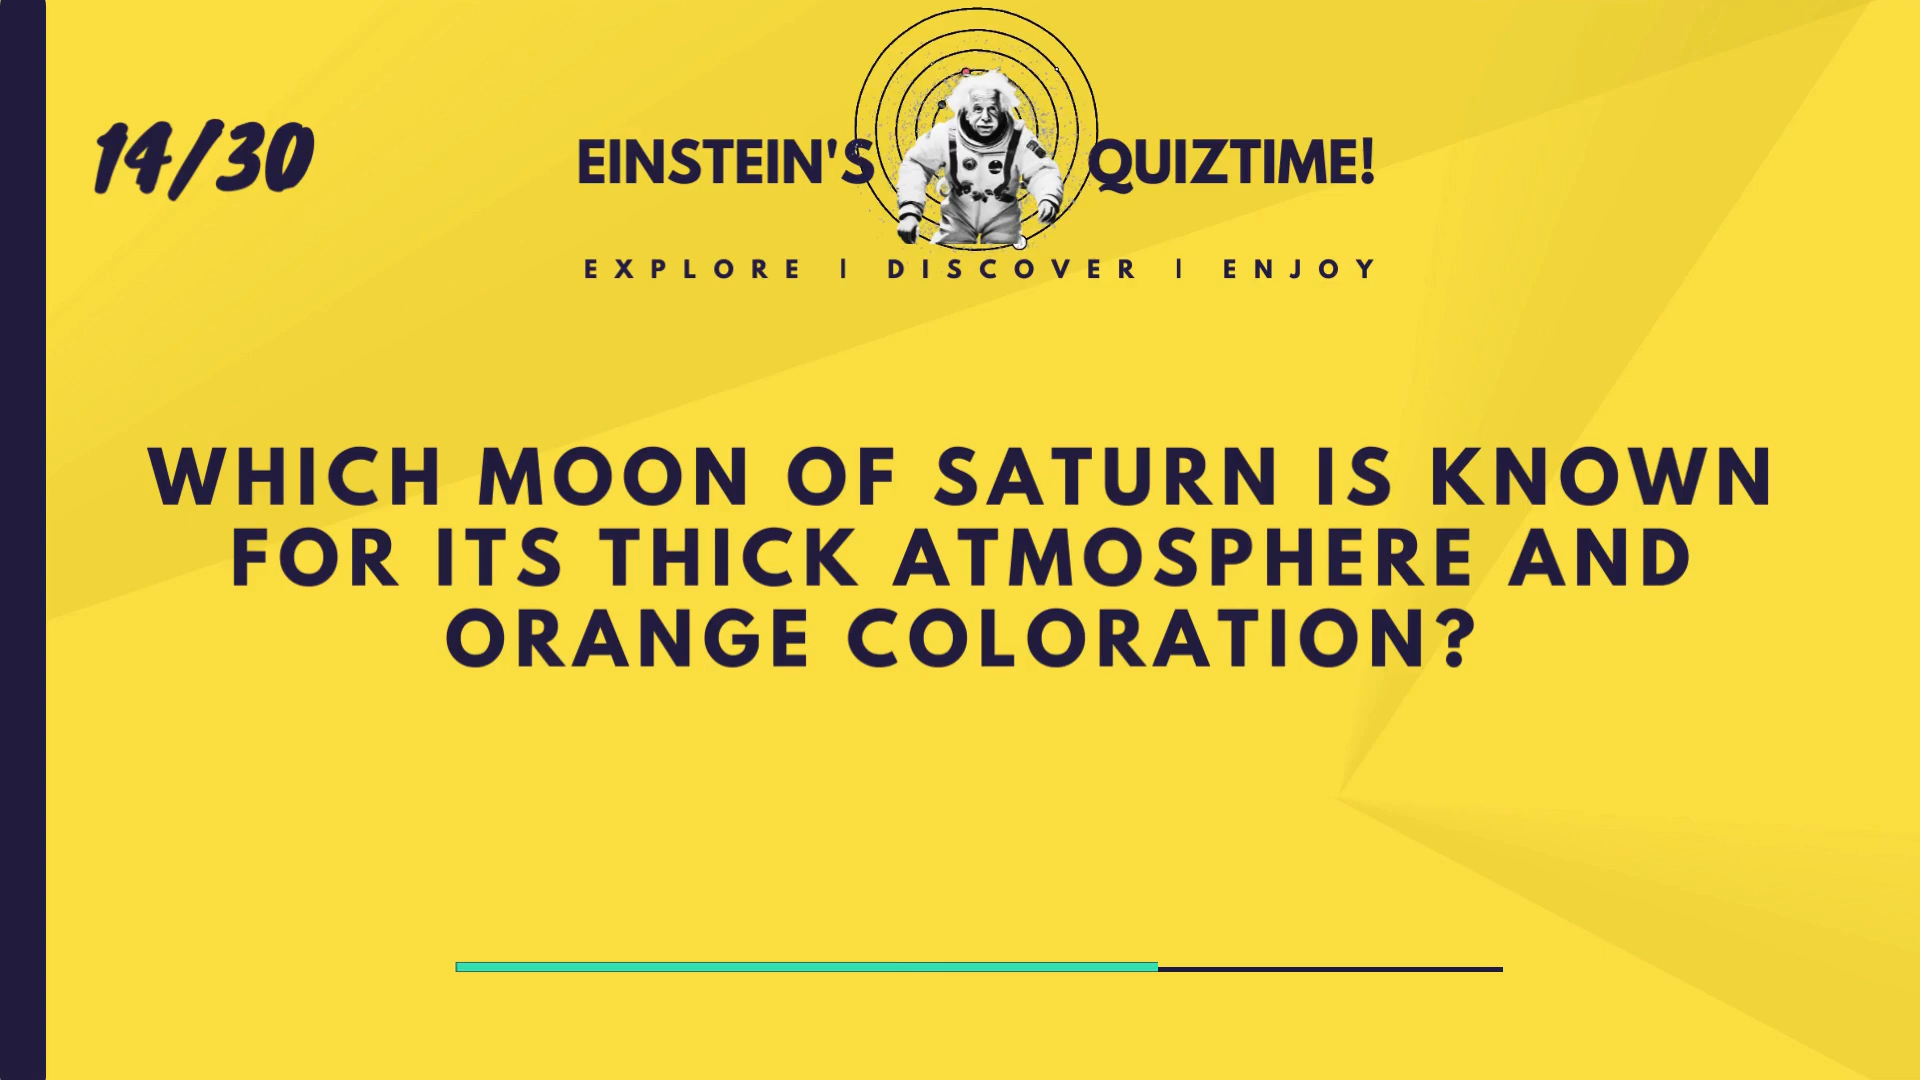 14/30
EINSTEIN'S QUIZTIME!
EXPLORE | DISCOVER | ENJOY
WHICH MOON OF SATURN IS KNOWN
FOR ITS THICK ATMOSPHERE AND
ORANGE COLORATION?